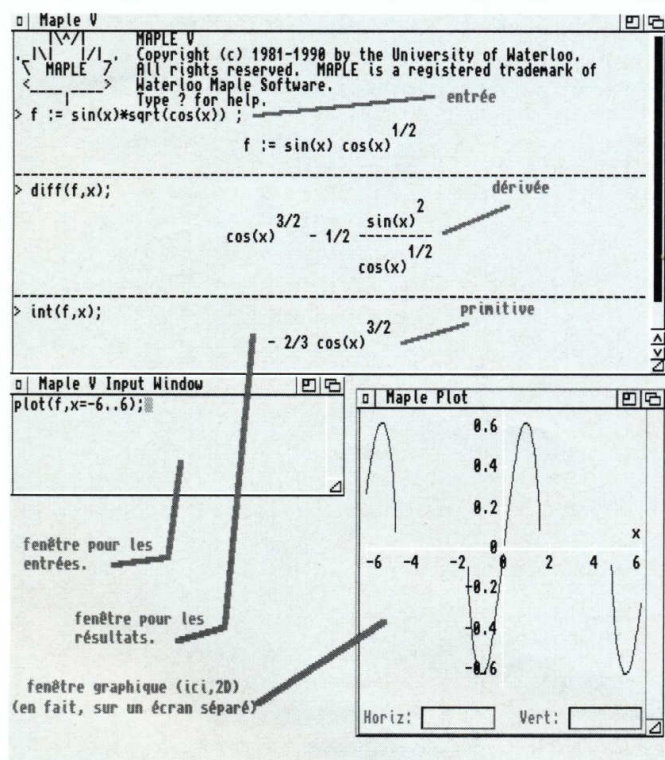 Maple V
|\^/|       MAPLE V
._|\|   |/|_. Copyright (c) 1981-1990 by the University of Waterloo.
\  MAPLE  /  All rights reserved.  MAPLE is a registered trademark of
<____ ____>  Waterloo Maple Software.
|       Type ? for help.
> f := sin(x)*sqrt(cos(x)) ;
entrée
1/2
f := sin(x) cos(x)
> diff(f,x);
dérivée
3/2         sin(x)2
cos(x)    - 1/2 ---------
1/2
cos(x)
> int(f,x);
primitive
3/2
- 2/3 cos(x)
Maple V Input Window
plot(f,x=-6..6);
fenêtre pour les
entrées.
fenêtre pour les
résultats.
fenêtre graphique (ici,2D)
(en fait, sur un écran séparé)
Maple Plot
0.6
0.4
0.2
0
x
-6 -4 -2 0 2 4 6
-0.2
-0.4
-0.6
Horiz:
Vert: